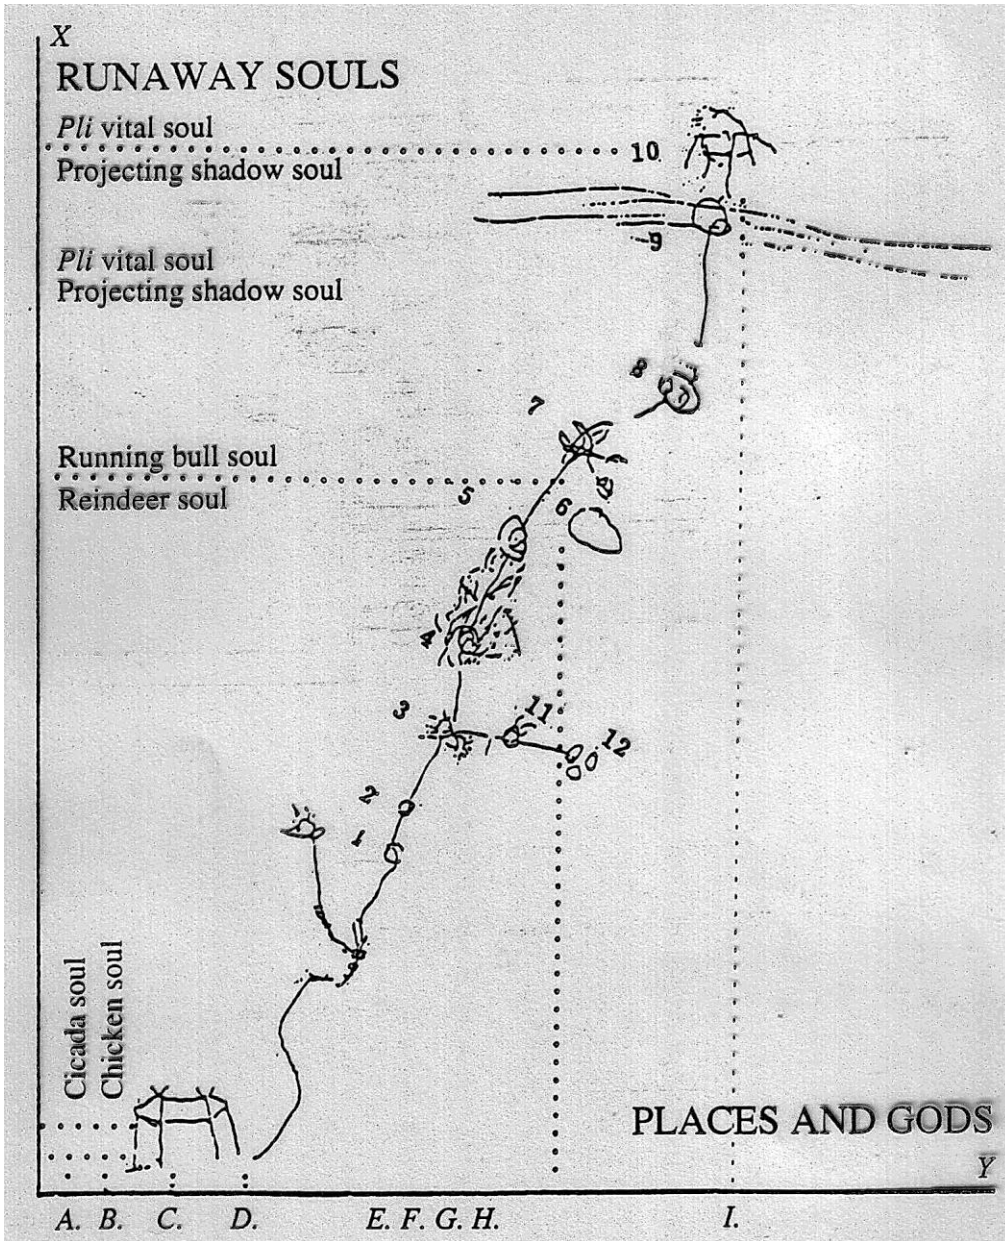 X
RUNAWAY SOULS
Pli vital soul
10
Projecting shadow soul
9
Pli vital soul
Projecting shadow soul
8
7
Running bull soul
Reindeer soul
5
6
4
3
11
12
2
1
Cicada soul
Chicken soul
PLACES AND GODS
Y
A. B. C. D. E. F. G. H. I.